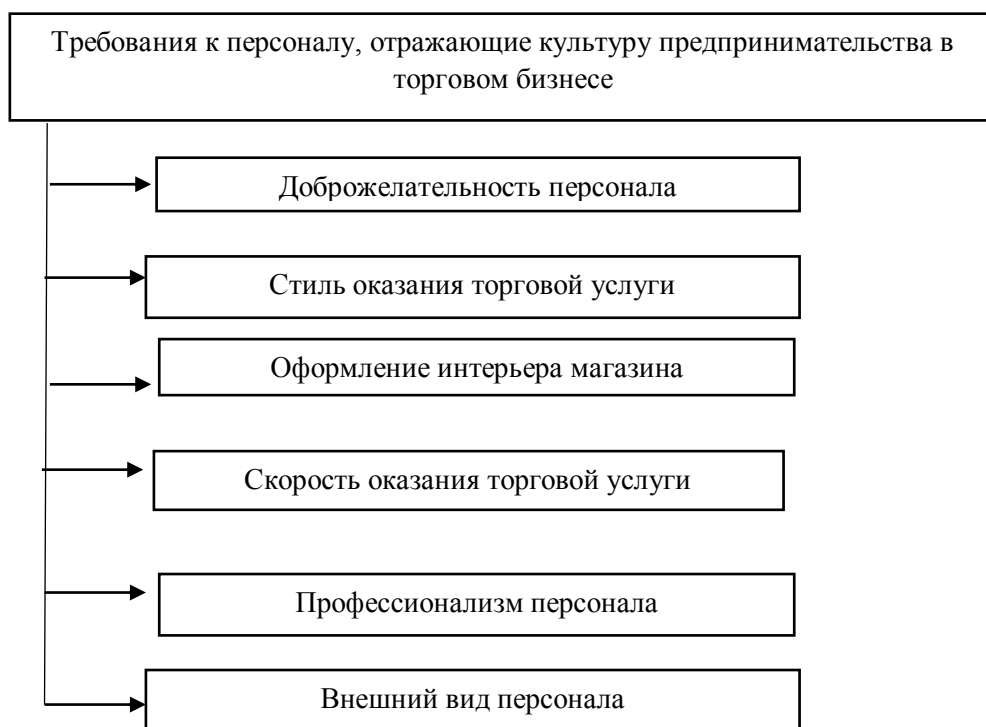 Требования к персоналу, отражающие культуру предпринимательства в
торговом бизнесе
Доброжелательность персонала
Стиль оказания торговой услуги
Оформление интерьера магазина
Скорость оказания торговой услуги
Профессионализм персонала
Внешний вид персонала